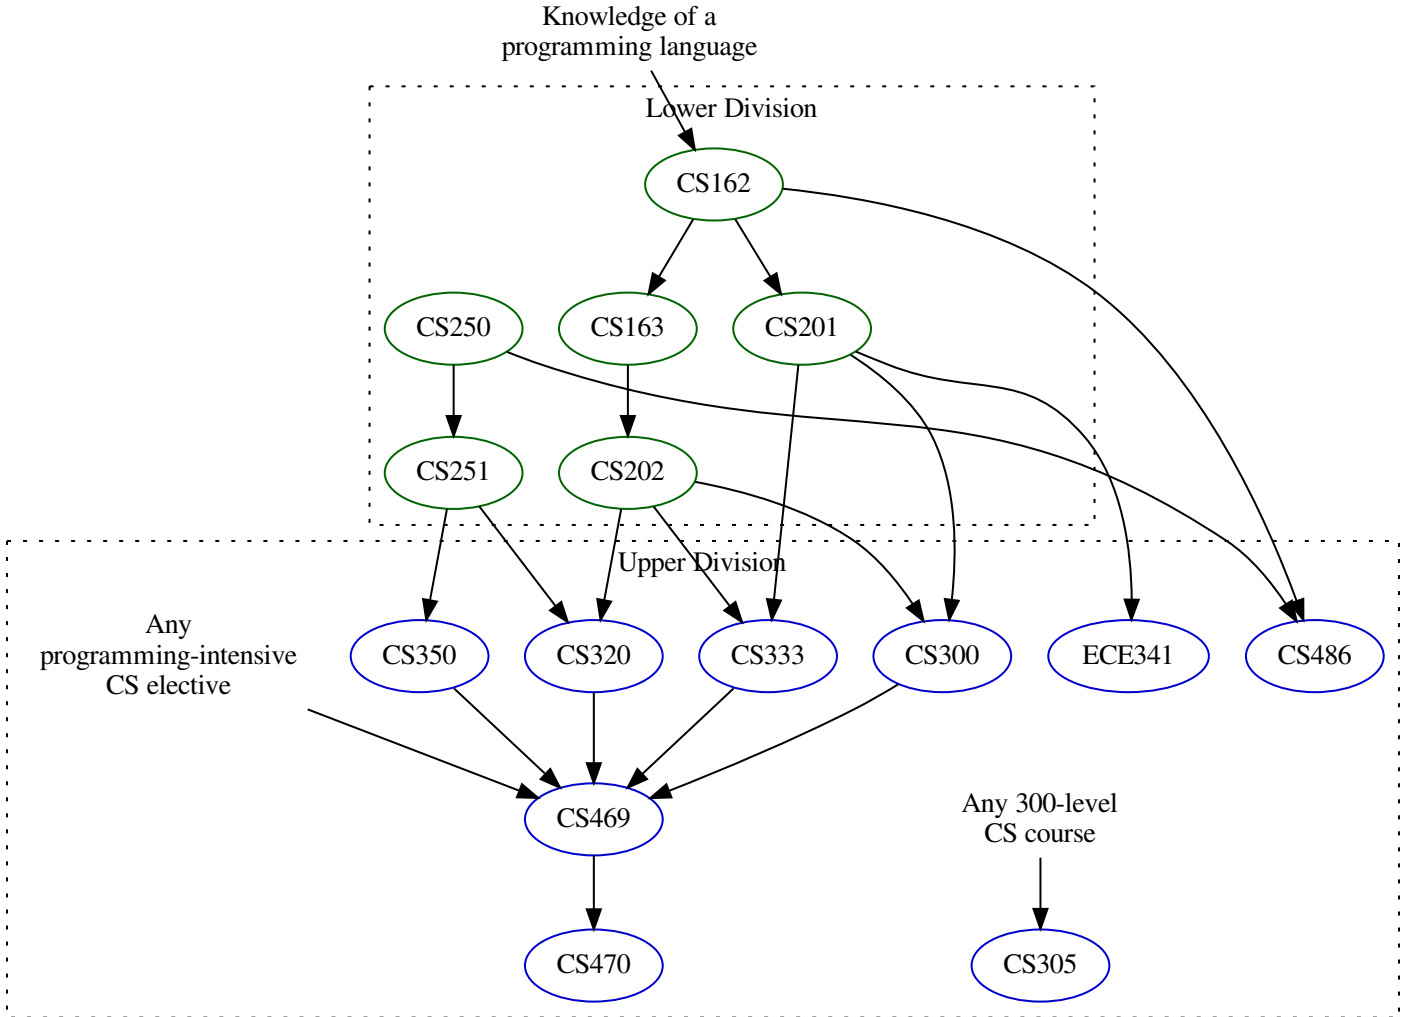 Knowledge of a
programming language
Lower Division
CS162
CS250
CS163
CS201
CS251
CS202
Upper Division
Any
programming-intensive
CS elective
CS350
CS320
CS333
CS300
ECE341
CS486
CS469
Any 300-level
CS course
CS470
CS305